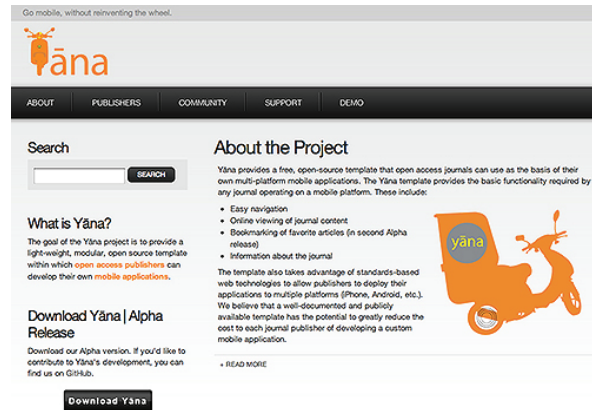 Go mobile, without reinventing the wheel.
Yāna
ABOUT PUBLISHERS COMMUNITY SUPPORT DEMO
Search
SEARCH
What is Yāna?
The goal of the Yāna project is to provide a
light-weight, modular, open source template
within which open access publishers can
develop their own mobile applications.
Download Yāna | Alpha
Release
Download our Alpha version. If you'd like to
contribute to Yāna's development, you can
find us on GitHub.
Download Yāna
About the Project
Yāna provides a free, open-source template that open access journals can use as the basis of their
own multi-platform mobile applications. The Yāna template provides the basic functionality required by
any journal operating on a mobile platform. These include:
• Easy navigation
• Online viewing of journal content
• Bookmarking of favorite articles (in second Alpha
release)
• Information about the journal
yāna
The template also takes advantage of standards-based
web technologies to allow publishers to deploy their
applications to multiple platforms (iPhone, Android, etc.).
We believe that a well-documented and publicly
available template has the potential to greatly reduce the
cost to each journal publisher of developing a custom
mobile application.
+ READ MORE